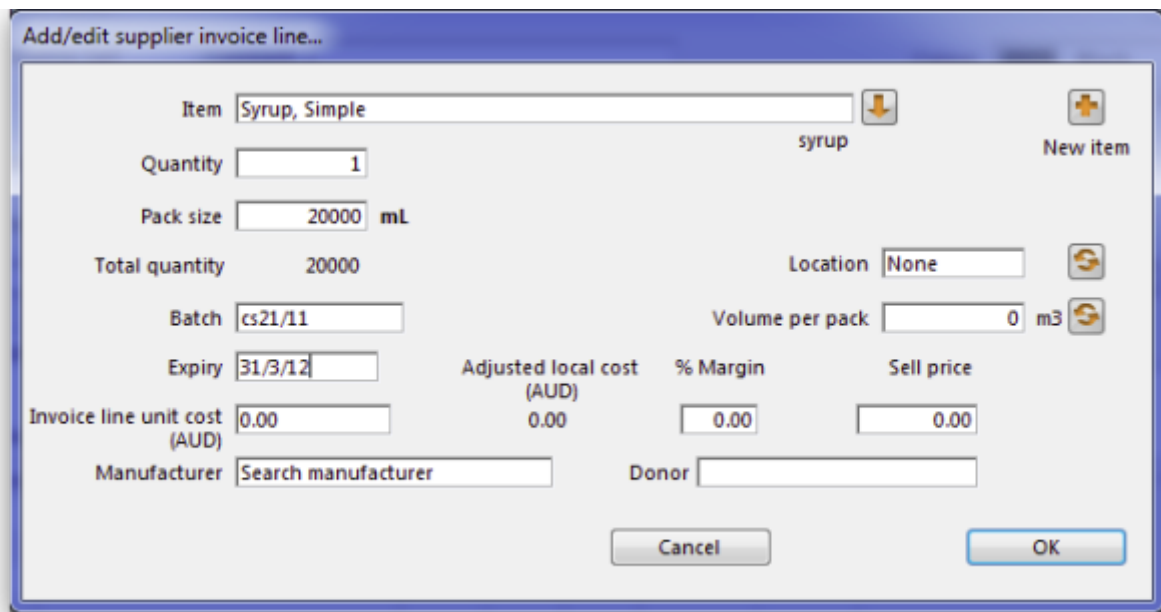 Add/edit supplier invoice line...
Item Syrup, Simple
syrup
New item
Quantity 1
Pack size 20000 mL
Total quantity 20000
Location None
Batch cs21/11
Volume per pack 0 m3
Expiry 31/3/12
Adjusted local cost (AUD)
% Margin
Sell price
Invoice line unit cost (AUD) 0.00
0.00
0.00
0.00
Manufacturer Search manufacturer
Donor
Cancel
OK